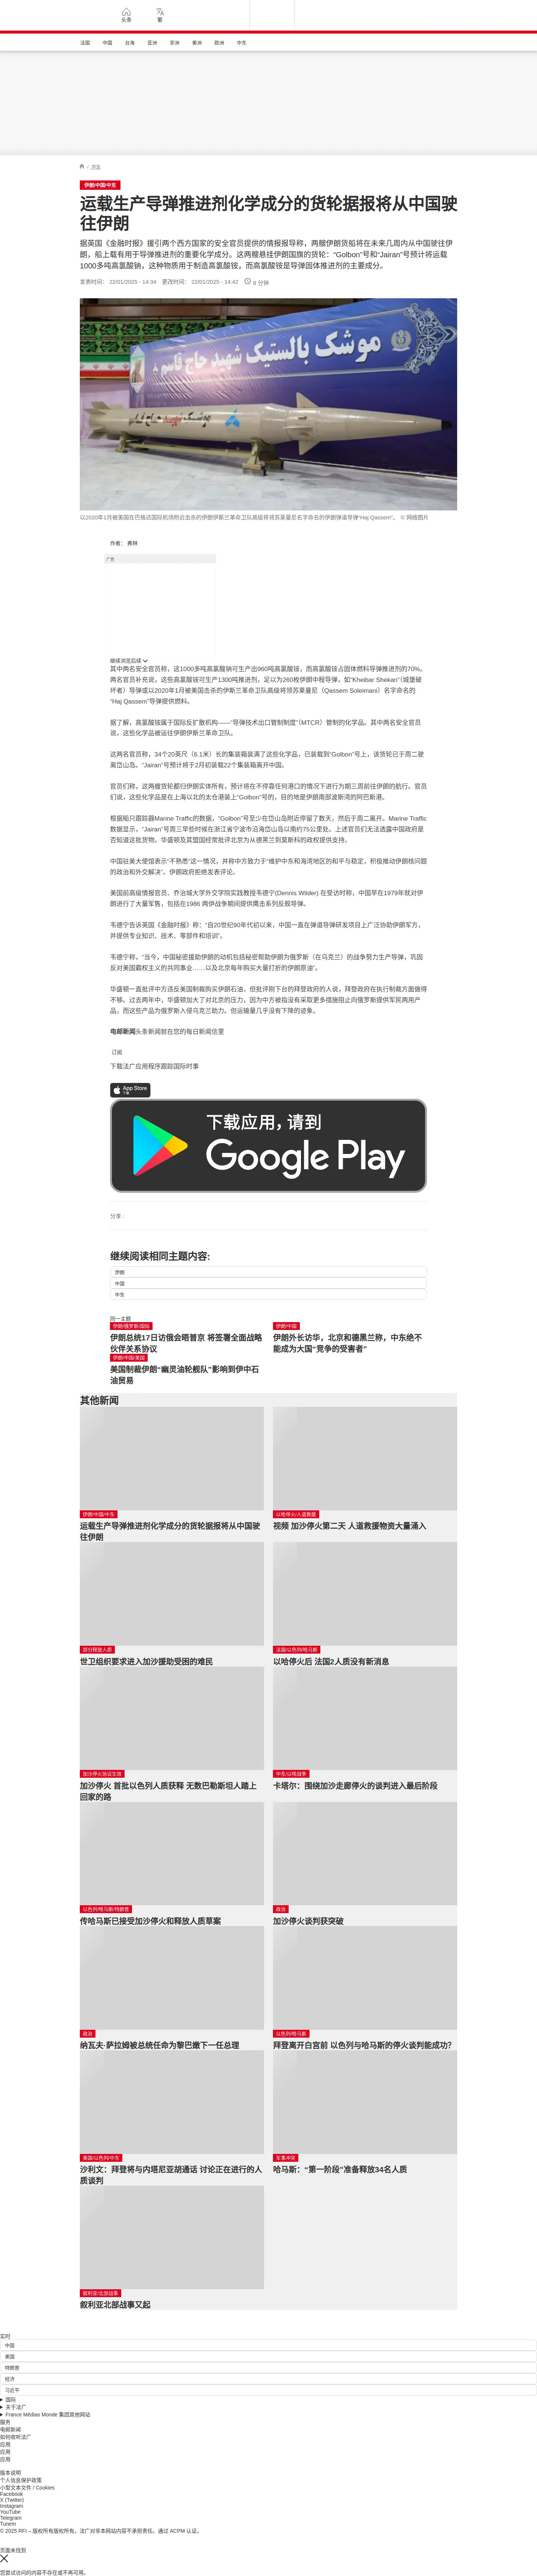 头条
繁
法国
中国
台海
亚洲
非洲
美洲
欧洲
中东
/ 中东
伊朗/中国/中东
运载生产导弹推进剂化学成分的货轮据报将从中国驶往伊朗
据英国《金融时报》援引两个西方国家的安全官员提供的情报报导称，两艘伊朗货船将在未来几周内从中国驶往伊朗，船上载有用于导弹推进剂的重要化学成分。这两艘悬挂伊朗国旗的货轮：“Golbon”号和“Jairan”号预计将运载1000多吨高氯酸钠，这种物质用于制造高氯酸铵，而高氯酸铵是导弹固体推进剂的主要成分。
发表时间： 22/01/2025 - 14:34 更改时间： 22/01/2025 - 14:42 8 分钟
موشک بالستیک شهید حاج قاسم
以2020年1月被美国在巴格达国际机场附近击杀的伊朗伊斯兰革命卫队高级将领苏莱曼尼名字命名的伊朗弹道导弹“Haj Qassem”。 © 网络图片
作者： 弗林
广告
继续浏览后续
其中两名安全官员称，这1000多吨高氯酸钠可生产出960吨高氯酸铵，而高氯酸铵占固体燃料导弹推进剂的70%。两名官员补充说，这些高氯酸铵可生产1300吨推进剂，足以为260枚伊朗中程导弹，如“Kheibar Shekan”（城堡破坏者）导弹或以2020年1月被美国击杀的伊斯兰革命卫队高级将领苏莱曼尼（Qassem Soleimani）名字命名的“Haj Qassem”导弹提供燃料。
据了解，高氯酸铵属于国际反扩散机构——“导弹技术出口管制制度”（MTCR）管制的化学品。其中两名安全官员说，这些化学品被运往伊朗伊斯兰革命卫队。
这两名官员称，34个20英尺（6.1米）长的集装箱装满了这些化学品，已装载到“Golbon”号上，该货轮已于周二驶离岱山岛。“Jairan”号预计将于2月初装载22个集装箱离开中国。
官员们称，这两艘货轮都归伊朗实体所有，预计将在不停靠任何港口的情况下进行为期三周前往伊朗的航行。官员们说，这些化学品是在上海以北的太仓港装上“Golbon”号的，目的地是伊朗南部波斯湾的阿巴斯港。
根据船只跟踪器Marine Traffic的数据，“Golbon”号至少在岱山岛附近停留了数天，然后于周二离开。Marine Traffic数据显示，“Jairan”号周三早些时候在浙江省宁波市沿海岱山岛以南约75公里处。上述官员们无法透露中国政府是否知道这批货物。华盛顿及其盟国经常批评北京为从德黑兰到莫斯科的政权提供支持。
中国驻美大使馆表示“不熟悉”这一情况，并称中方致力于“维护中东和海湾地区的和平与稳定，积极推动伊朗核问题的政治和外交解决”。伊朗政府拒绝发表评论。
美国前高级情报官员、乔治城大学外交学院实践教授韦德宁(Dennis Wilder) 在受访时称，中国早在1979年就对伊朗进行了大量军售，包括在1986 两伊战争期间提供鹰击系列反舰导弹。
韦德宁告诉英国《金融时报》称：“自20世纪90年代初以来，中国一直在弹道导弹研发项目上广泛协助伊朗军方，并提供专业知识、技术、零部件和培训”。
韦德宁称，“当今，中国秘密援助伊朗的动机包括秘密帮助伊朗为俄罗斯（在乌克兰）的战争努力生产导弹，巩固反对美国霸权主义的共同事业……以及北京每年购买大量打折的伊朗原油”。
华盛顿一直批评中方违反美国制裁购买伊朗石油，但批评刚下台的拜登政府的人说，拜登政府在执行制裁方面做得不够。过去两年中，华盛顿加大了对北京的压力，因为中方被指没有采取更多措施阻止向俄罗斯提供军民两用产品，而这些产品为俄罗斯入侵乌克兰助力。但运输量几乎没有下降的迹象。
电邮新闻头条新闻就在您的每日新闻信里
订阅
下载法广应用程序跟踪国际时事
App Store
下载
下载应用，请到
Google Play
分享 :
继续阅读相同主题内容:
伊朗
中国
中东
同一主题
伊朗/俄罗斯/国际
伊朗总统17日访俄会晤普京 将签署全面战略伙伴关系协议
伊朗/中国
伊朗外长访华，北京和德黑兰称，中东绝不能成为大国“竞争的受害者”
伊朗/中国/美国
美国制裁伊朗“幽灵油轮舰队”影响到伊中石油贸易
其他新闻
伊朗/中国/中东
运载生产导弹推进剂化学成分的货轮据报将从中国驶往伊朗
以哈停火/人道救援
视频 加沙停火第二天 人道救援物资大量涌入
部分释放人质
世卫组织要求进入加沙援助受困的难民
法国/以色列/哈马斯
以哈停火后 法国2人质没有新消息
加沙停火协议生效
加沙停火 首批以色列人质获释 无数巴勒斯坦人踏上回家的路
中东/以哈战争
卡塔尔：围绕加沙走廊停火的谈判进入最后阶段
以色列/哈马斯/特朗普
传哈马斯已接受加沙停火和释放人质草案
政治
加沙停火谈判获突破
政治
纳瓦夫·萨拉姆被总统任命为黎巴嫩下一任总理
以色列/哈马斯
拜登离开白宫前 以色列与哈马斯的停火谈判能成功？
美国/以色列/中东
沙利文：拜登将与内塔尼亚胡通话 讨论正在进行的人质谈判
军事冲突
哈马斯：“第一阶段”准备释放34名人质
叙利亚/北部战事
叙利亚北部战事又起
实时
中国
美国
特朗普
经济
习近平
国际
关于法广
France Médias Monde 集团其他网站
服务
电邮新闻
如何收听法广
应用
应用
应用
版本说明
个人信息保护政策
小型文本文件 / Cookies
Facebook
X (Twitter)
Instagram
YouTube
Telegram
TuneIn
© 2025 RFI – 版权所有版权所有。法广对非本网站内容不承担责任。通过 ACPM 认证。
页面未找到
您尝试访问的内容不存在或不再可用。